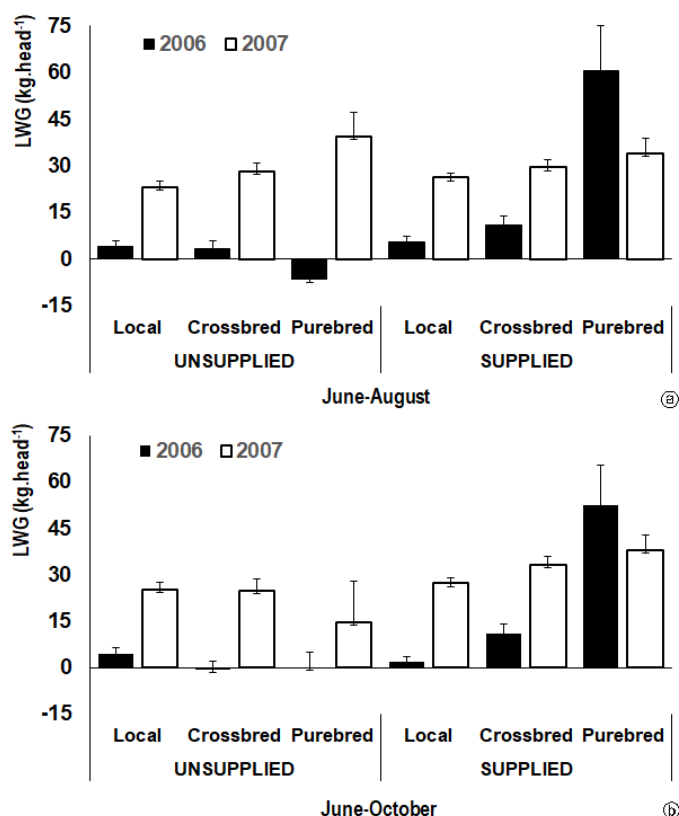 75
60
45
30
15
0
-15
LWG (kg.head-1)
2006 2007
Local Crossbred Purebred Local Crossbred Purebred
UNSUPPLIED SUPPLIED
June-August
ⓐ
75
60
45
30
15
0
-15
LWG (kg.head-1)
2006 2007
Local Crossbred Purebred Local Crossbred Purebred
UNSUPPLIED SUPPLIED
June-October
ⓑ